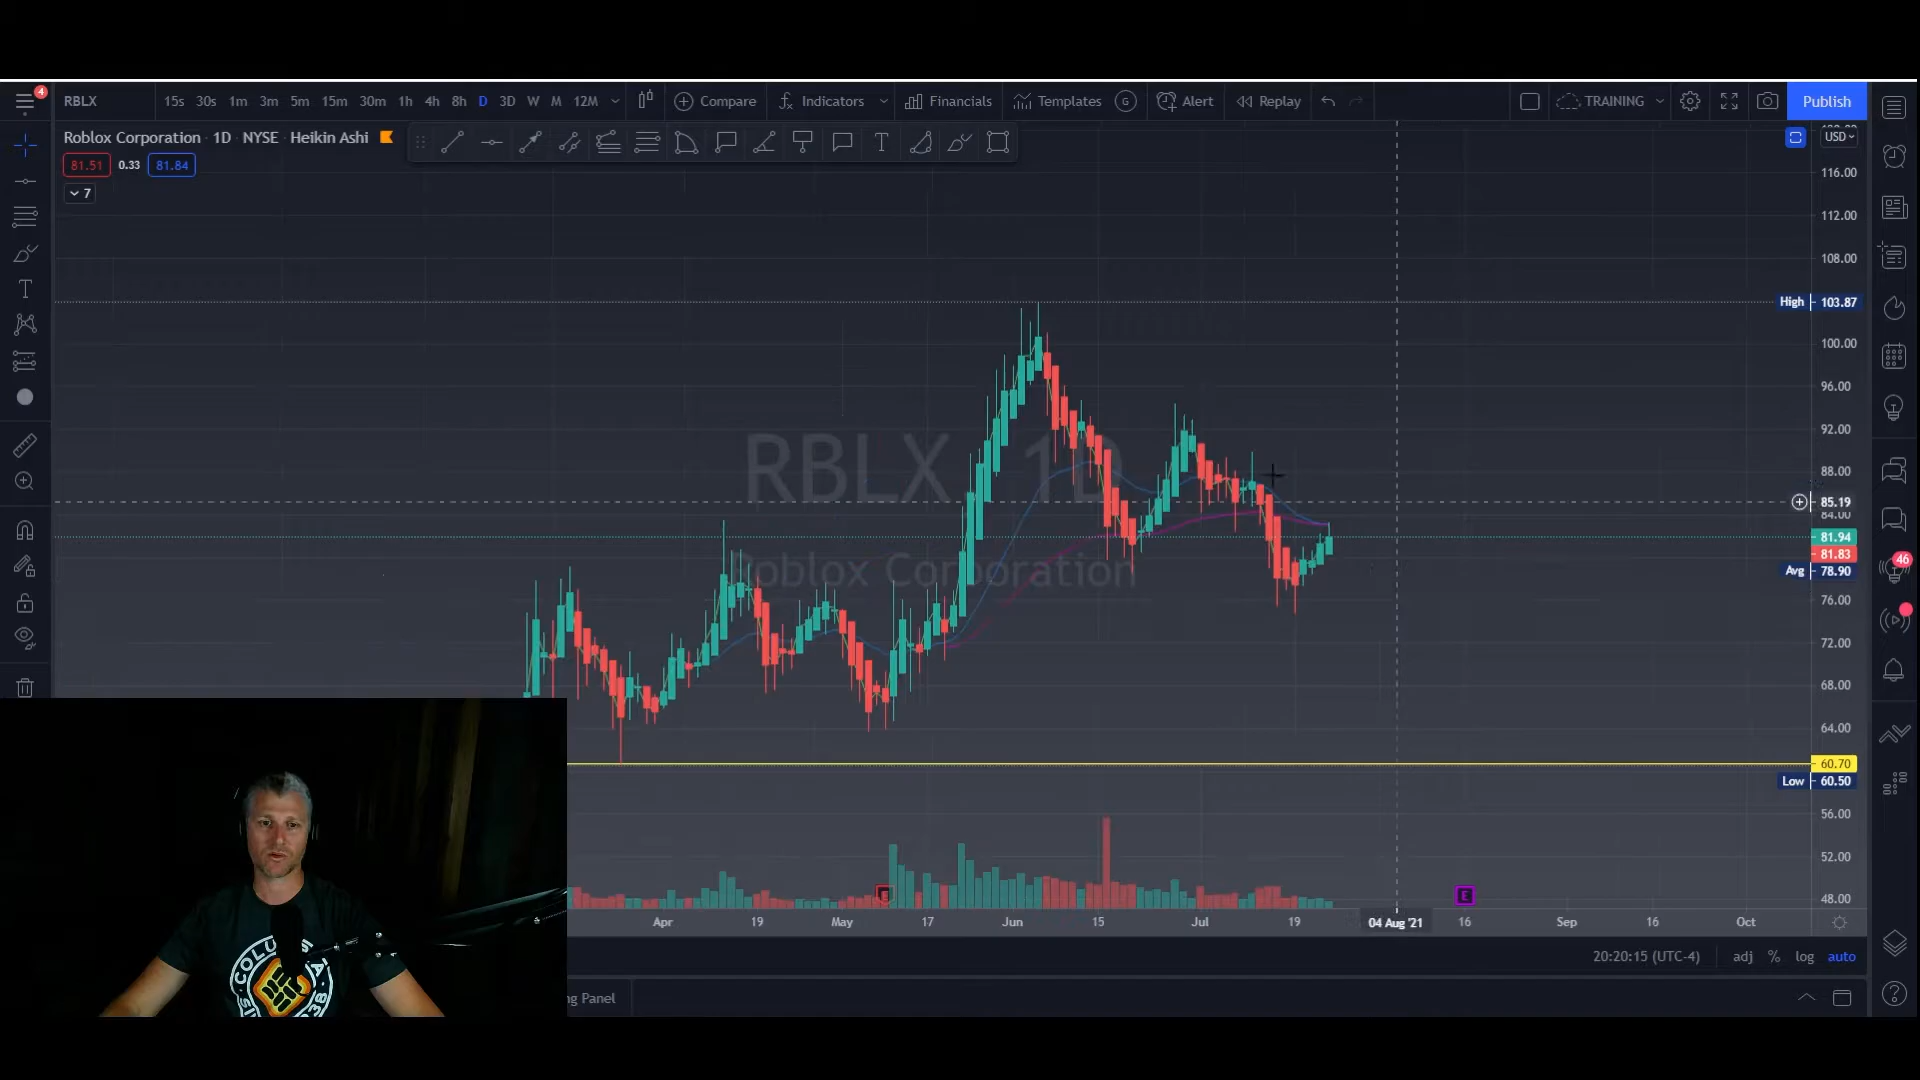 4
RBLX 15s 30s 1m 3m 5m 15m 30m 1h 4h 8h D 3D W M 12M Compare Indicators Financials Templates G Alert Replay TRAINING Publish
Roblox Corporation · 1D · NYSE · Heikin Ashi
USD
81.51 0.33 81.84
7
116.00
112.00
108.00
High 103.87
100.00
96.00
92.00
88.00
RBLX, 1D
85.19
84.00
81.94
81.83
Avg 78.90
Roblox Corporation
46
76.00
72.00
68.00
64.00
60.70
Low 60.50
56.00
52.00
48.00
E E
Apr 19 May 17 Jun 15 Jul 19 04 Aug '21 16 Sep 16 Oct
20:20:15 (UTC-4) adj % log auto
ng Panel